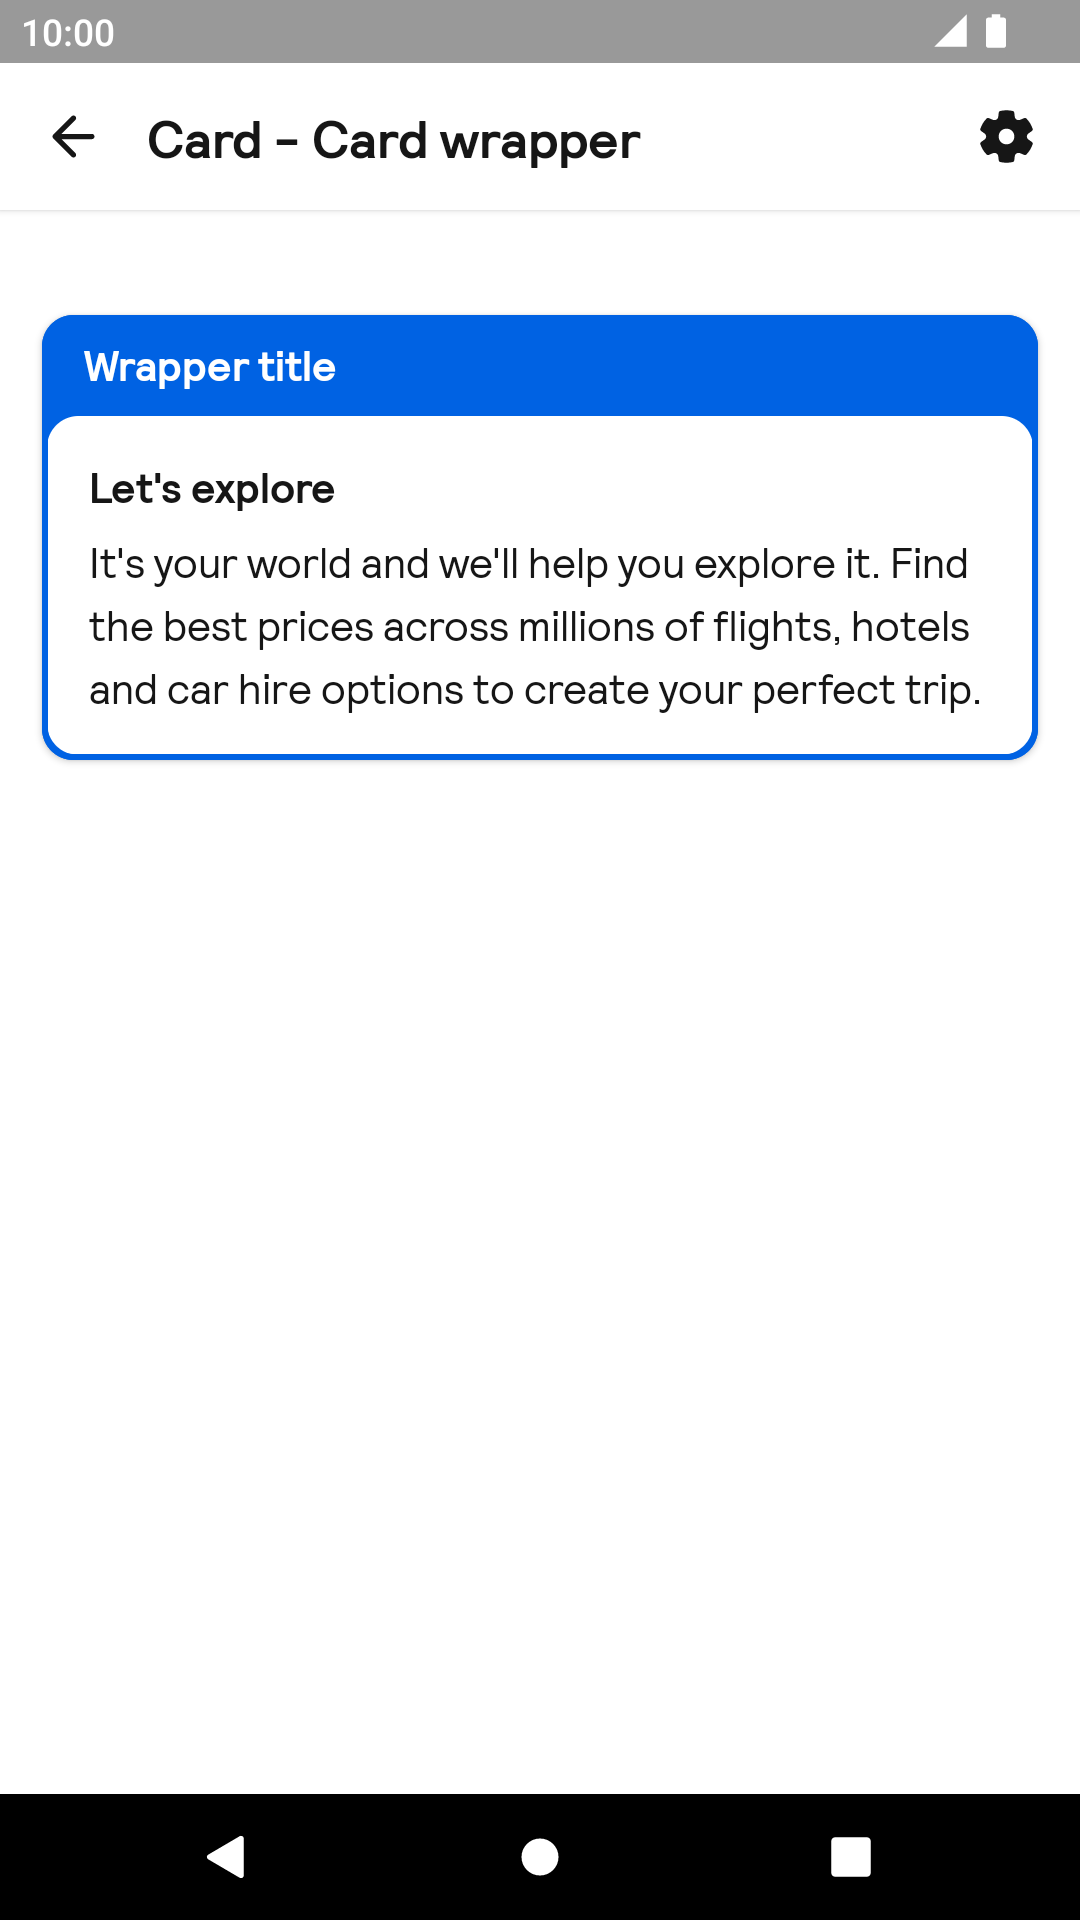 10:00
Card - Card wrapper
Wrapper title
Let's explore
It's your world and we'll help you explore it. Find
the best prices across millions of flights, hotels
and car hire options to create your perfect trip.